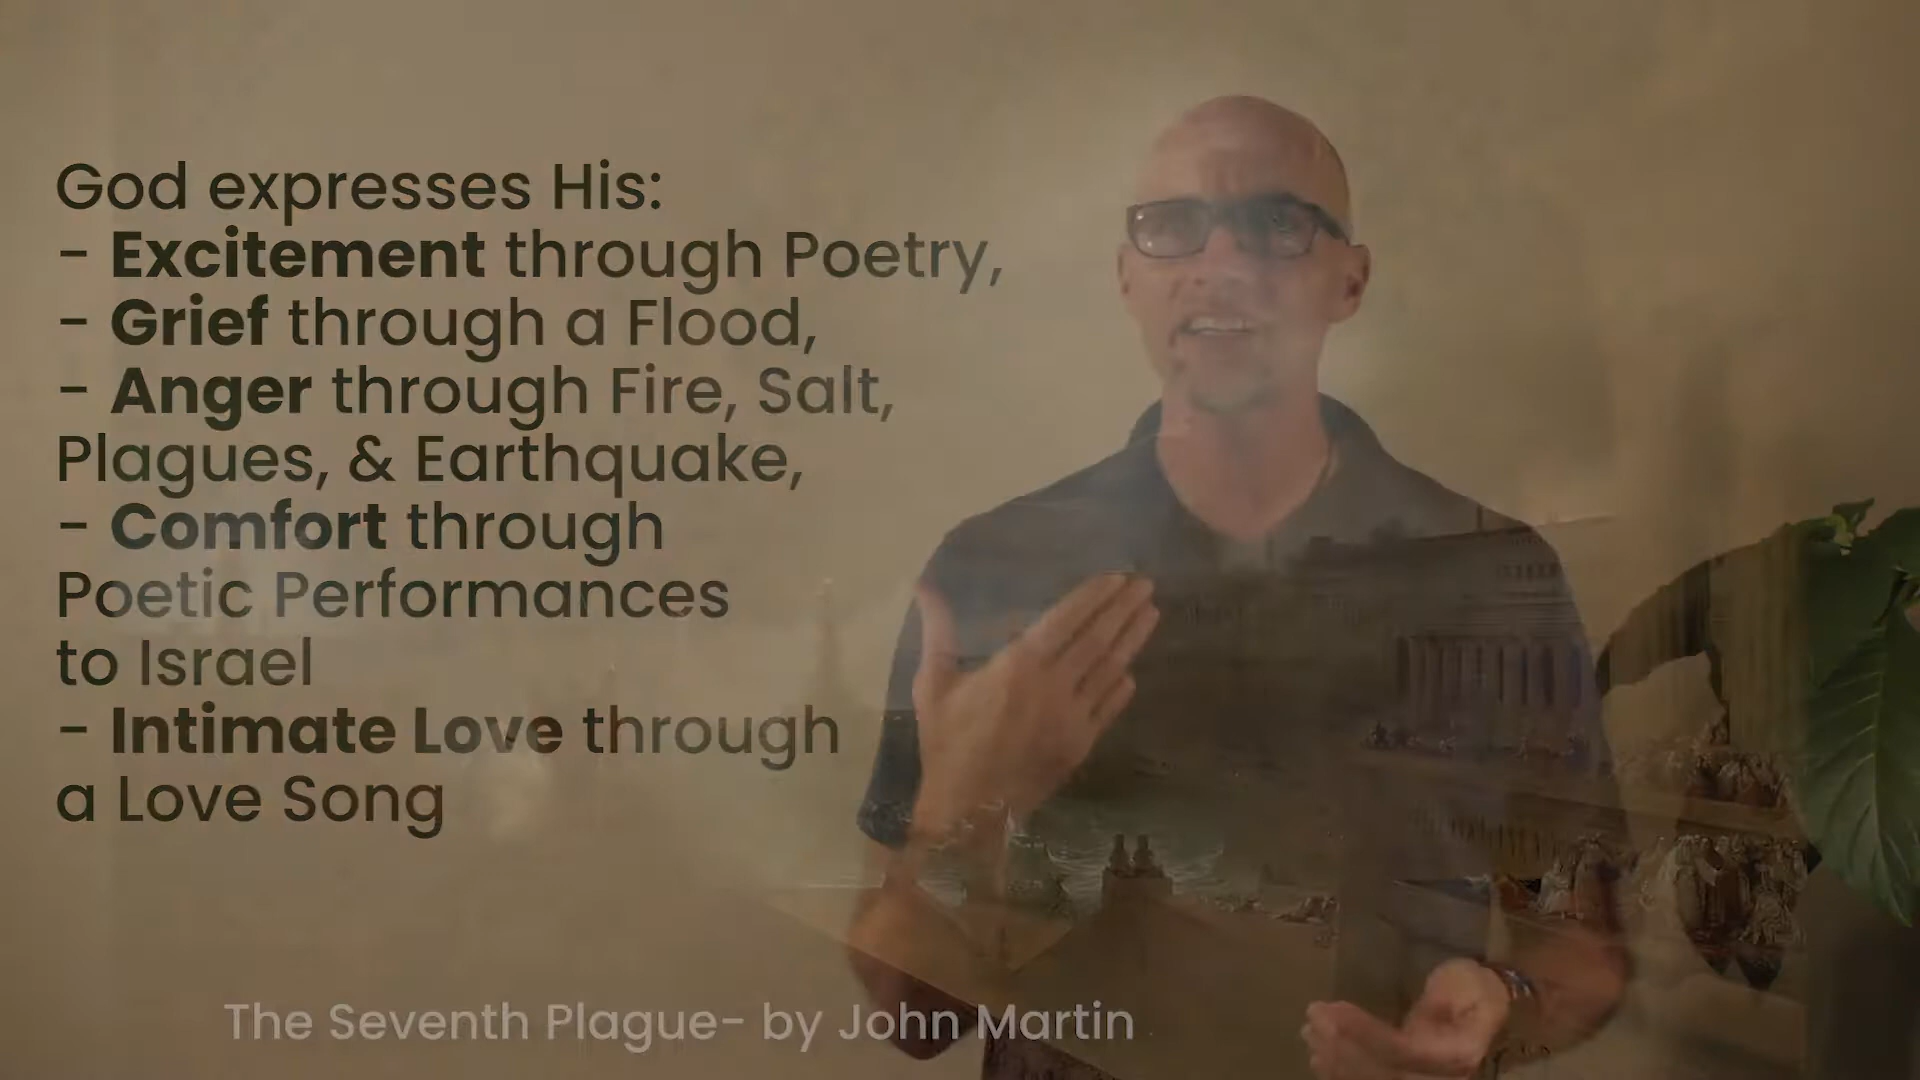 God expresses His:
- Excitement through Poetry,
- Grief through a Flood,
- Anger through Fire, Salt,
Plagues, & Earthquake,
- Comfort through
Poetic Performances
to Israel
- Intimate Love through
a Love Song
The Seventh Plague- by John Martin